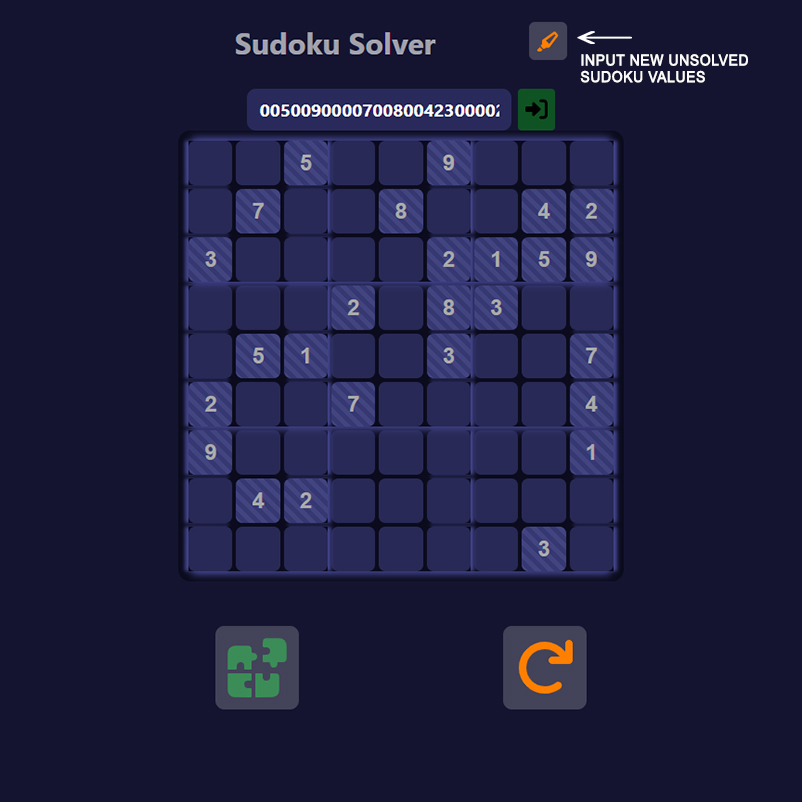 Sudoku Solver
INPUT NEW UNSOLVED
SUDOKU VALUES
005009000070080042300002
5 9
7 8 4 2
3 2 1 5 9
2 8 3
5 1 3 7
2 7 4
9 1
4 2
3